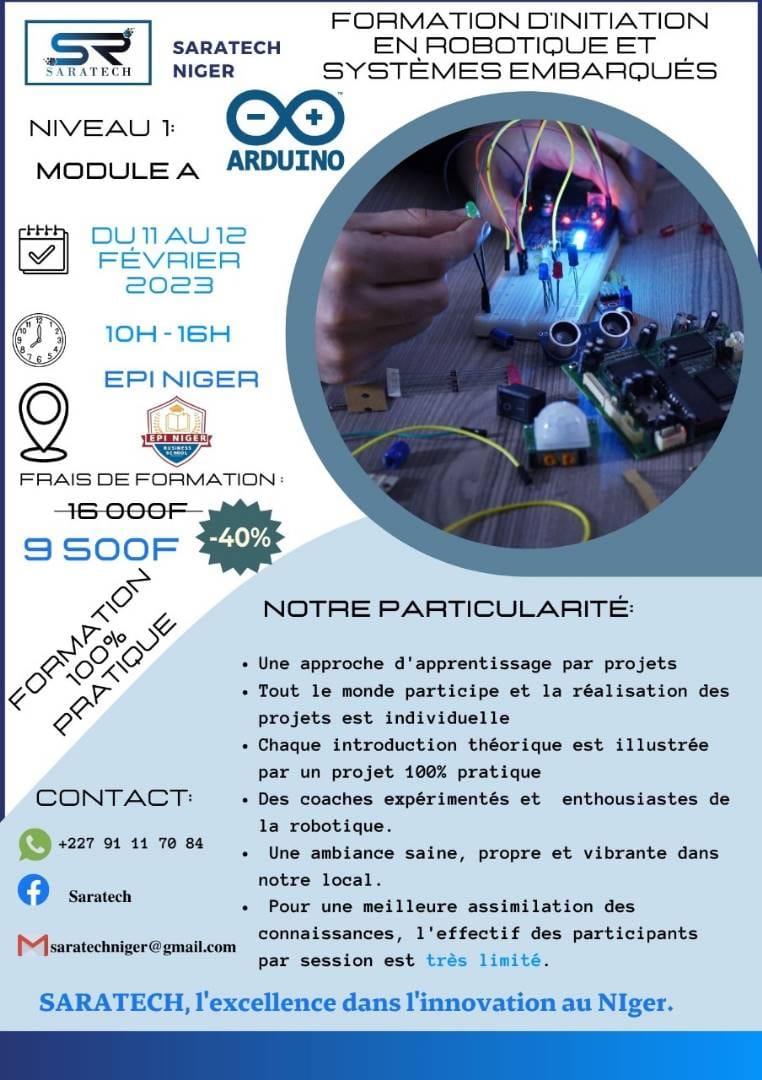 SR
SARATECH
SARATECH
NIGER
FORMATION D'INITIATION
EN ROBOTIQUE ET
SYSTÈMES EMBARQUÉS
NIVEAU 1:
MODULE A
ARDUINO
TM
DU 11 AU 12
FÉVRIER
2023
10H - 16H
EPI NIGER
EPI NIGER
BUSINESS
SCHOOL
FRAIS DE FORMATION :
16 000F
9 500F
-40%
FORMATION
100%
PRATIQUE
NOTRE PARTICULARITÉ:
• Une approche d'apprentissage par projets
• Tout le monde participe et la réalisation des
projets est individuelle
• Chaque introduction théorique est illustrée
par un projet 100% pratique
• Des coaches expérimentés et enthousiastes de
la robotique.
• Une ambiance saine, propre et vibrante dans
notre local.
• Pour une meilleure assimilation des
connaissances, l'effectif des participants
par session est très limité.
CONTACT:
+227 91 11 70 84
Saratech
saratechniger@gmail.com
SARATECH, l'excellence dans l'innovation au NIger.